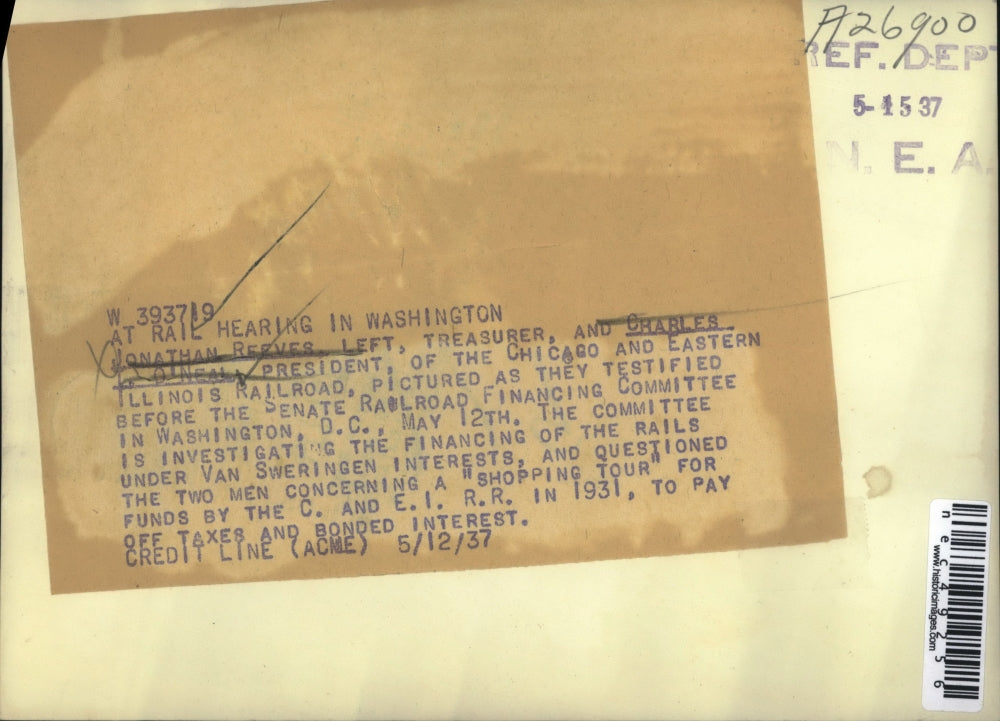 A26900
REF. DEPT
5-15 37
N. E. A.
W 393719
AT RAIL HEARING IN WASHINGTON
JONATHAN REEVES, LEFT, TREASURER, AND CHARLES
T. O'NEAL, PRESIDENT, OF THE CHICAGO AND EASTERN
ILLINOIS RAILROAD, PICTURED AS THEY TESTIFIED
BEFORE THE SENATE RAILROAD FINANCING COMMITTEE
IN WASHINGTON, D.C., MAY 12TH. THE COMMITTEE
IS INVESTIGATING THE FINANCING OF THE RAILS
UNDER VAN SWERINGEN INTERESTS, AND QUESTIONED
THE TWO MEN CONCERNING A "SHOPPING TOUR" FOR
FUNDS BY THE C. AND E.I. R.R. IN 1931, TO PAY
OFF TAXES AND BONDED INTEREST.
CREDIT LINE (ACME) 5/12/37
nec49256
www.historicimages.com